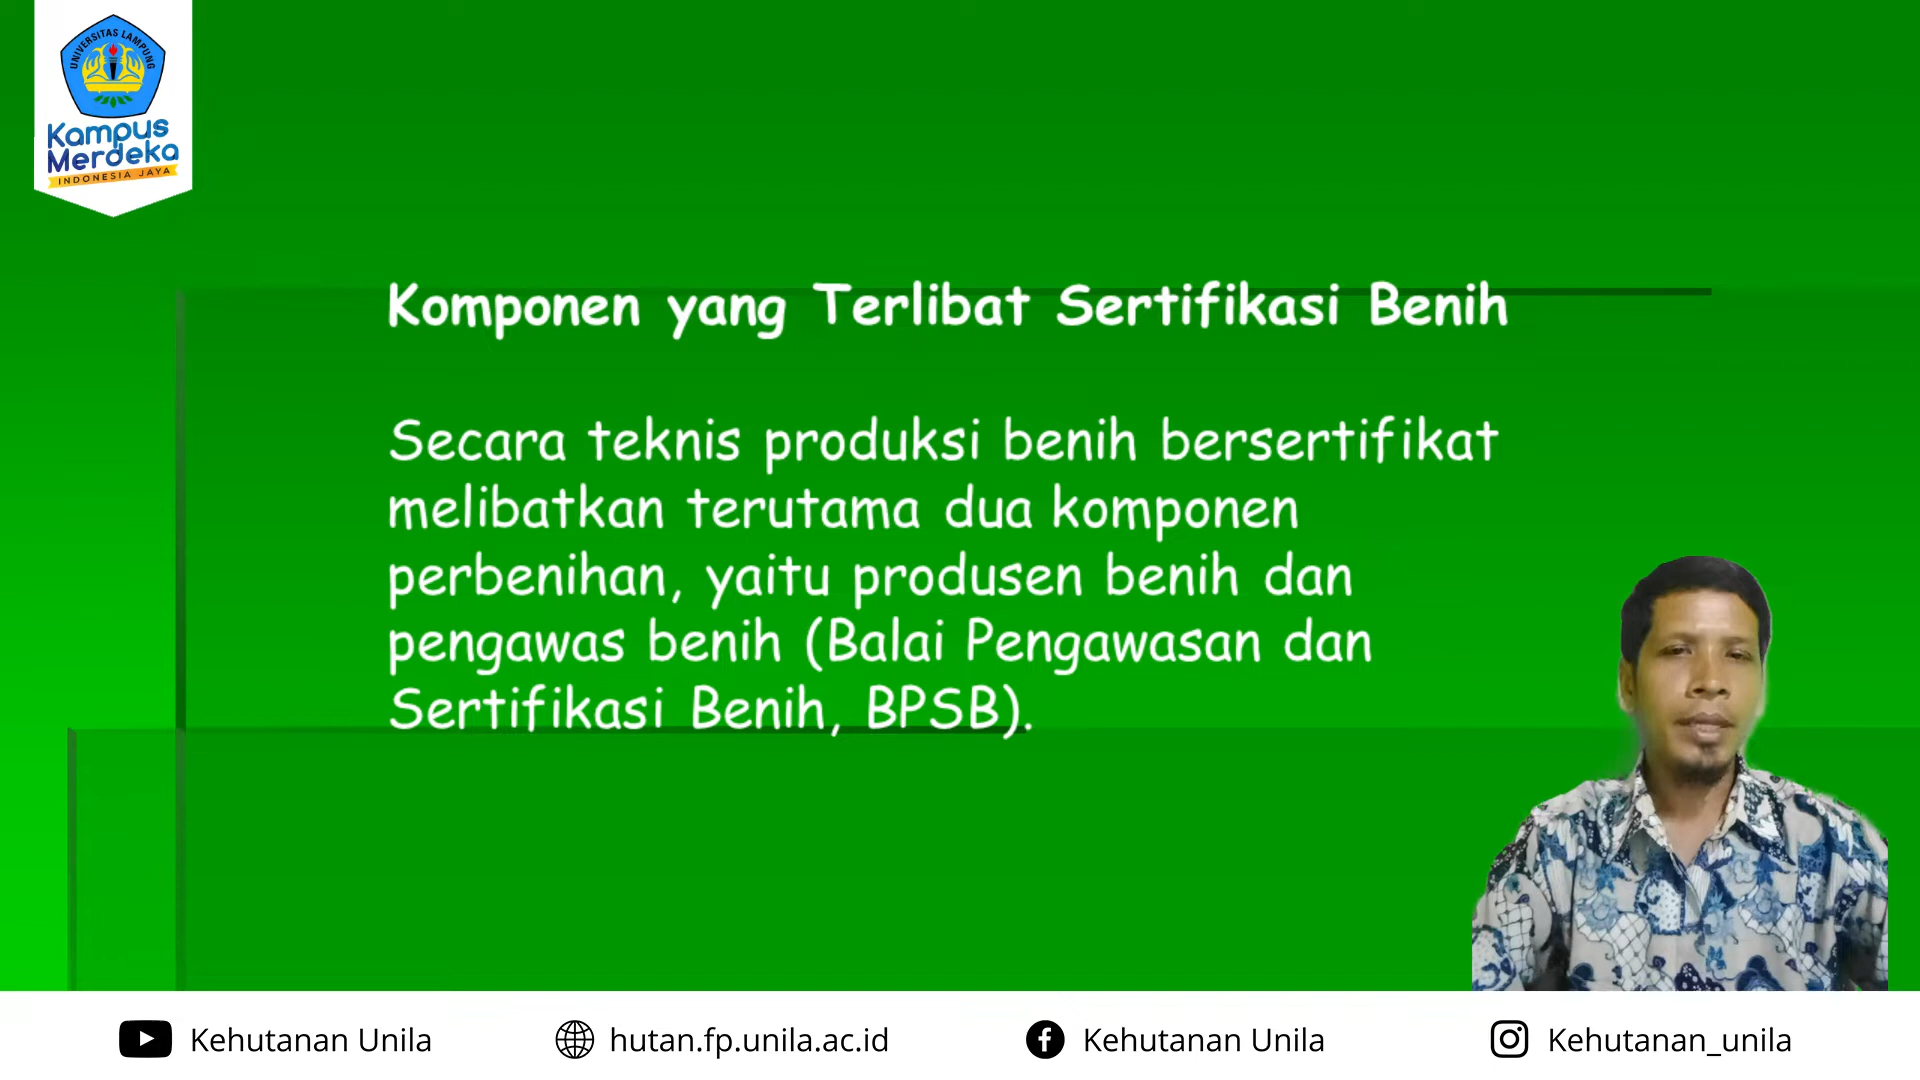 UNIVERSITAS LAMPUNG
Kampus
Merdeka
INDONESIA JAYA
Komponen yang Terlibat Sertifikasi Benih
Secara teknis produksi benih bersertifikat
melibatkan terutama dua komponen
perbenihan, yaitu produsen benih dan
pengawas benih (Balai Pengawasan dan
Sertifikasi Benih, BPSB).
Kehutanan Unila
hutan.fp.unila.ac.id
Kehutanan Unila
Kehutanan_unila